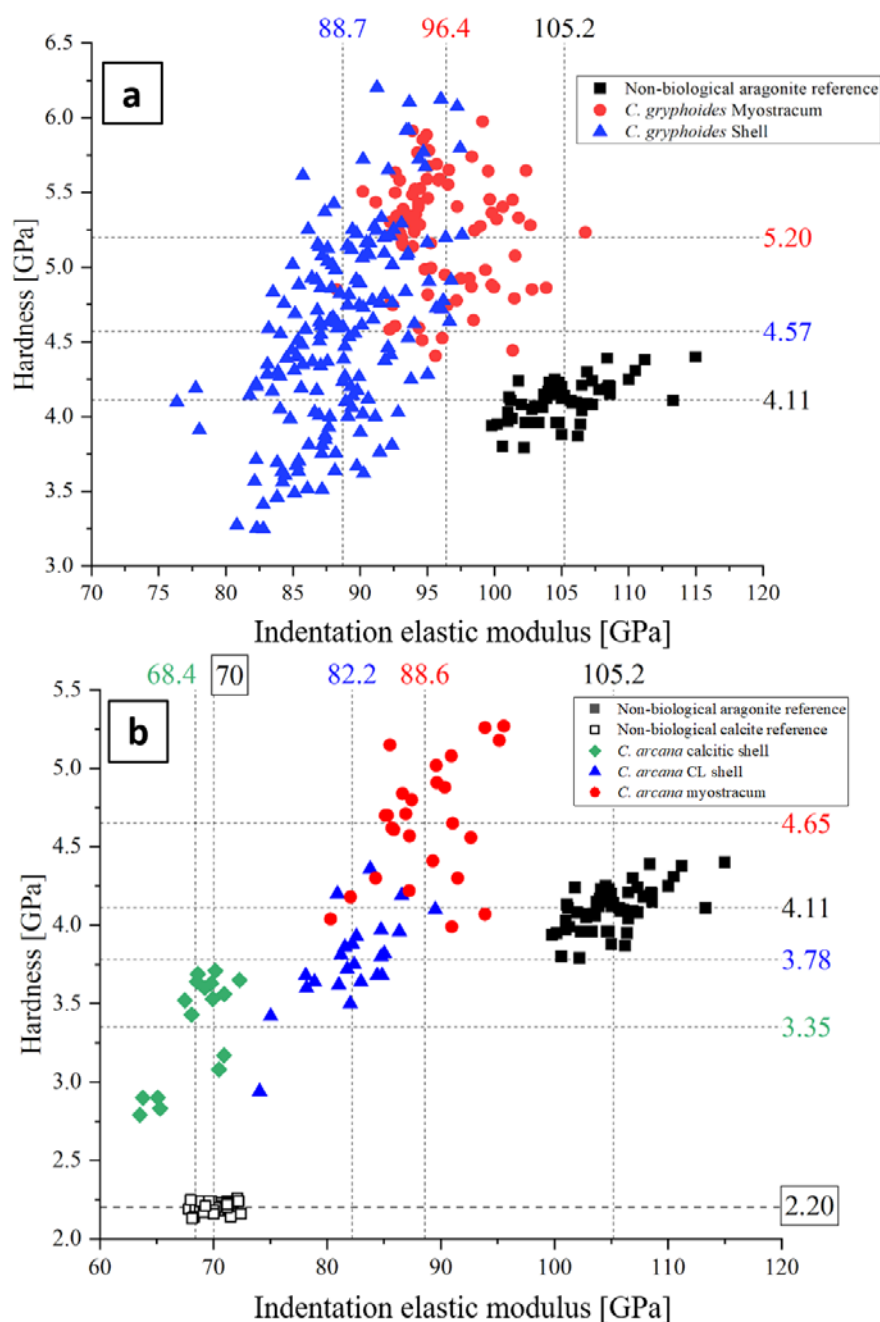 88.7 96.4 105.2
a
Non-biological aragonite reference
C. gryphoides Myostracum
C. gryphoides Shell
6.5
6.0
5.5
5.0
4.5
4.0
3.5
3.0
Hardness [GPa]
5.20
4.57
4.11
70 75 80 85 90 95 100 105 110 115 120
Indentation elastic modulus [GPa]
68.4 70 82.2 88.6 105.2
b
Non-biological aragonite reference
Non-biological calcite reference
C. arcana calcitic shell
C. arcana CL shell
C. arcana myostracum
5.5
5.0
4.5
4.0
3.5
3.0
2.5
2.0
Hardness [GPa]
4.65
4.11
3.78
3.35
2.20
60 70 80 90 100 110 120
Indentation elastic modulus [GPa]